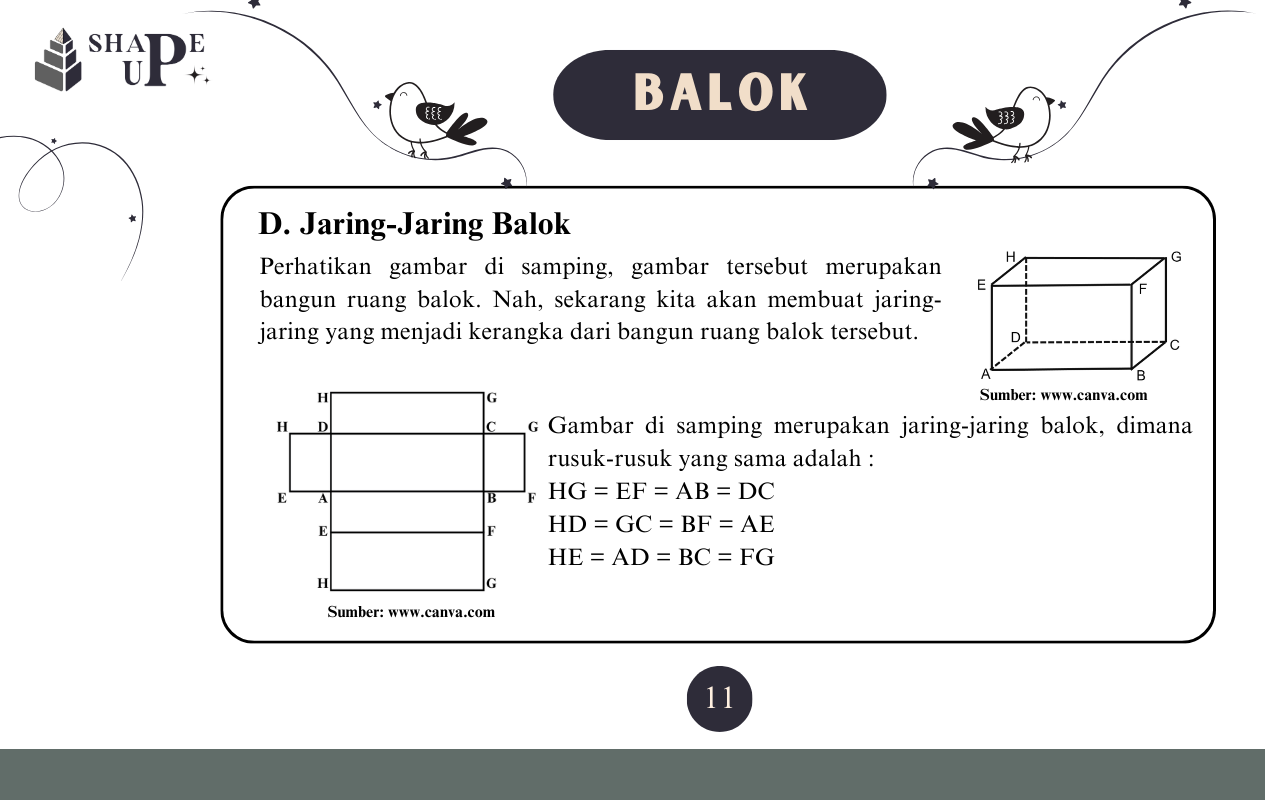 SHAPE
UP
BALOK
D. Jaring-Jaring Balok
Perhatikan gambar di samping, gambar tersebut merupakan
bangun ruang balok. Nah, sekarang kita akan membuat jaring-
jaring yang menjadi kerangka dari bangun ruang balok tersebut.
H G
E F
D C
A B
Sumber: www.canva.com
H G
H D C G
E A B F
E F
H G
Sumber: www.canva.com
Gambar di samping merupakan jaring-jaring balok, dimana
rusuk-rusuk yang sama adalah :
HG = EF = AB = DC
HD = GC = BF = AE
HE = AD = BC = FG
11